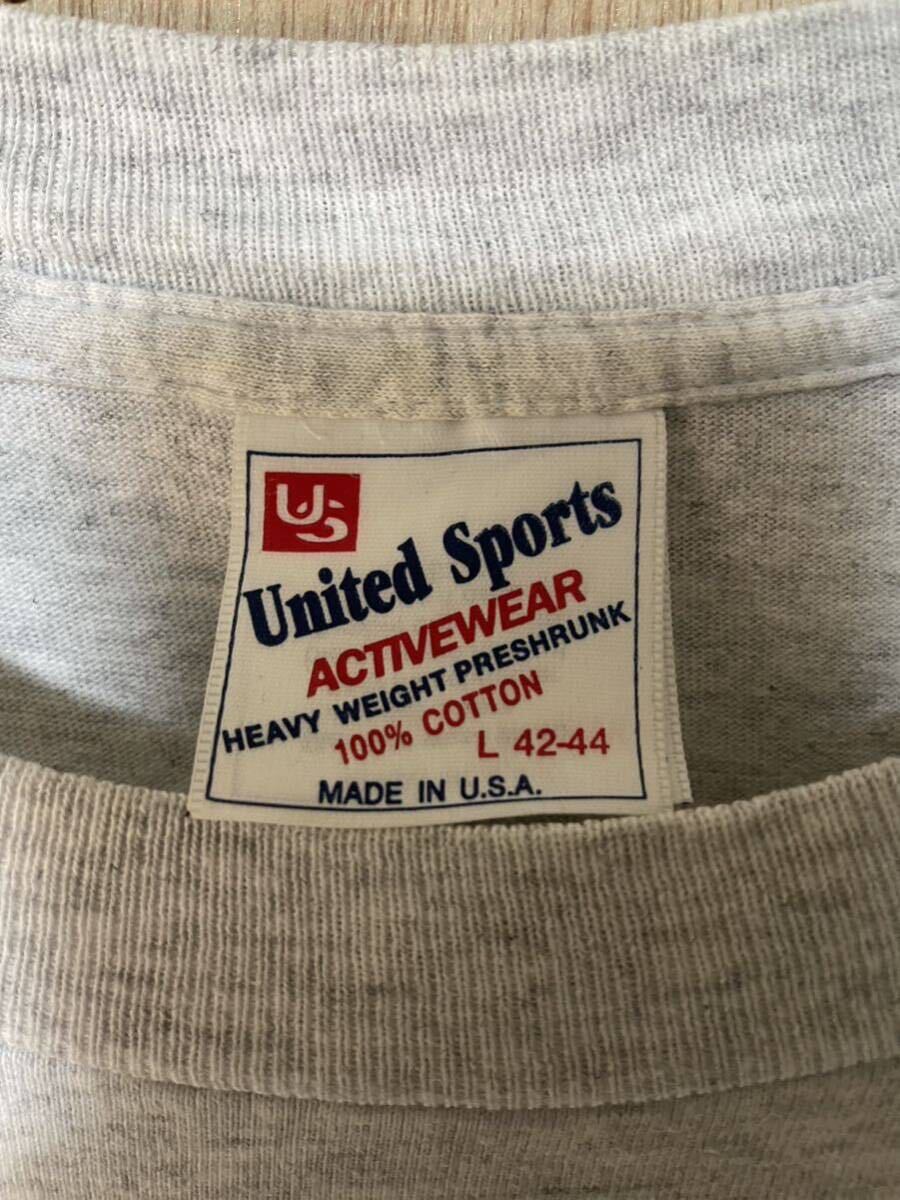 US
United Sports
ACTIVEWEAR
HEAVY WEIGHT PRESHRUNK
100% COTTON
L 42-44
MADE IN U.S.A.